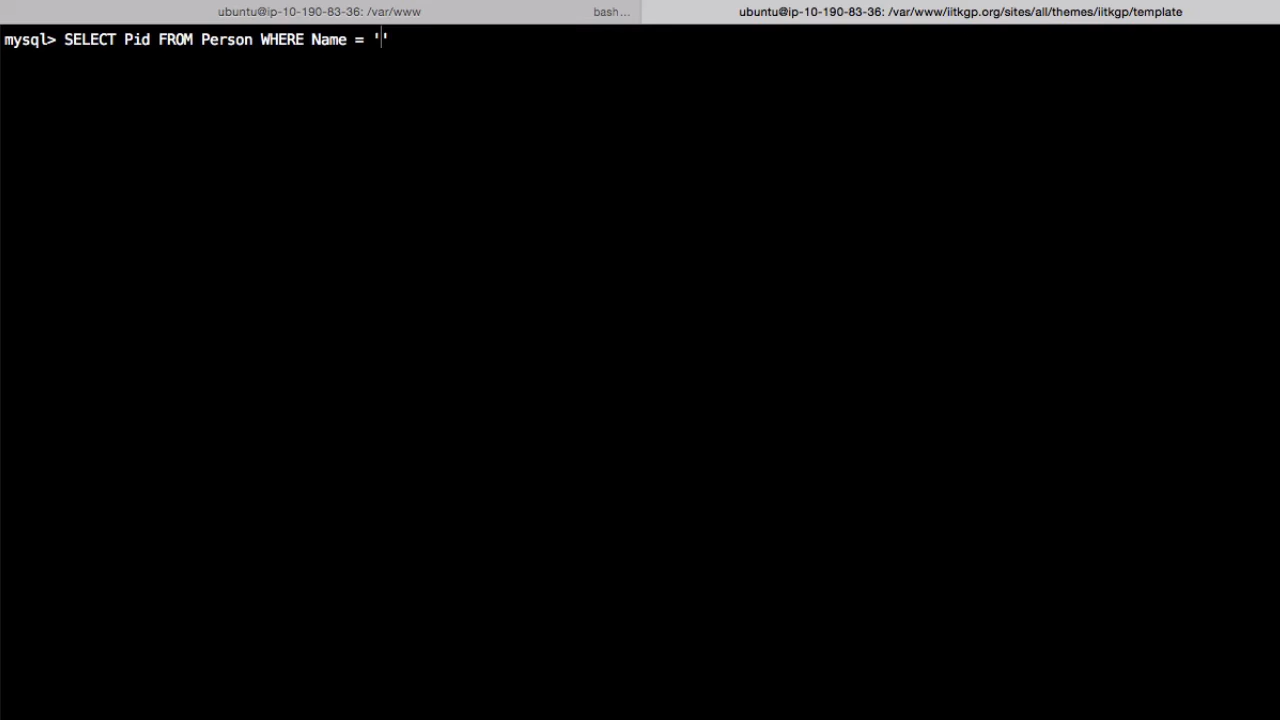 ubuntu@ip-10-190-83-36: /var/www
bash...
ubuntu@ip-10-190-83-36: /var/www/iitkgp.org/sites/all/themes/iitkgp/template
mysql> SELECT Pid FROM Person WHERE Name = ''